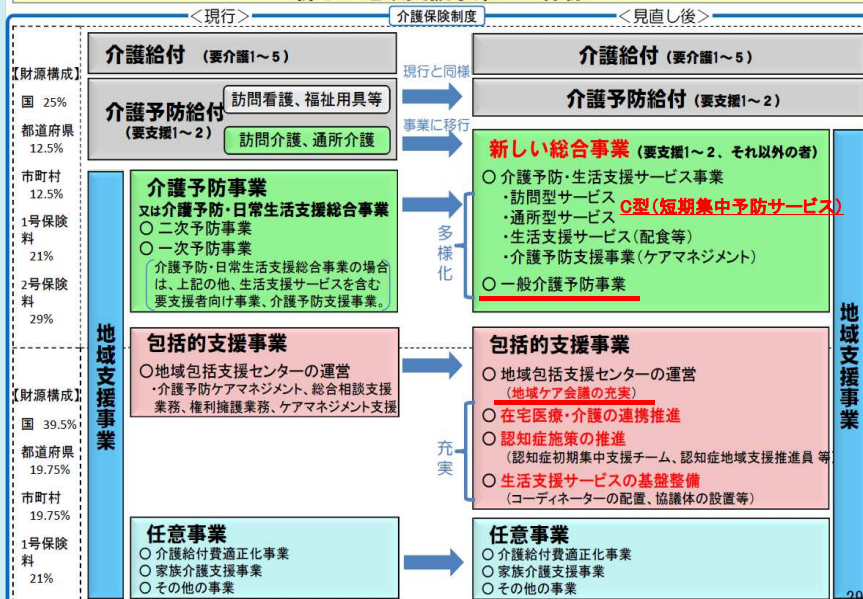 ＜現行＞
介護保険制度
＜見直し後＞
【財源構成】
国 25%
都道府県
12.5%
市町村
12.5%
1号保険
料
21%
2号保険
料
29%
【財源構成】
国 39.5%
都道府県
19.75%
市町村
19.75%
1号保険
料
21%
地域支援事業
介護給付 （要介護1～5）
介護予防給付
（要支援1～2）
訪問看護、福祉用具等
訪問介護、通所介護
介護予防事業
又は介護予防・日常生活支援総合事業
○ 二次予防事業
○ 一次予防事業
介護予防・日常生活支援総合事業の場合
は、上記の他、生活支援サービスを含む
要支援者向け事業、介護予防支援事業。
包括的支援事業
○地域包括支援センターの運営
・介護予防ケアマネジメント、総合相談支援
業務、権利擁護業務、ケアマネジメント支援
任意事業
○ 介護給付費適正化事業
○ 家族介護支援事業
○ その他の事業
現行と同様
事業に移行
多様化
充実
介護給付 （要介護1～5）
介護予防給付（要支援1～2）
新しい総合事業（要支援1～2、それ以外の者）
○ 介護予防・生活支援サービス事業
・訪問型サービス
C型（短期集中予防サービス）
・通所型サービス
・生活支援サービス（配食等）
・介護予防支援事業（ケアマネジメント）
○ 一般介護予防事業
包括的支援事業
○ 地域包括支援センターの運営
（地域ケア会議の充実）
○ 在宅医療・介護の連携推進
○ 認知症施策の推進
（認知症初期集中支援チーム、認知症地域支援推進員 等）
○ 生活支援サービスの基盤整備
（コーディネーターの配置、協議体の設置等）
任意事業
○ 介護給付費適正化事業
○ 家族介護支援事業
○ その他の事業
地域支援事業